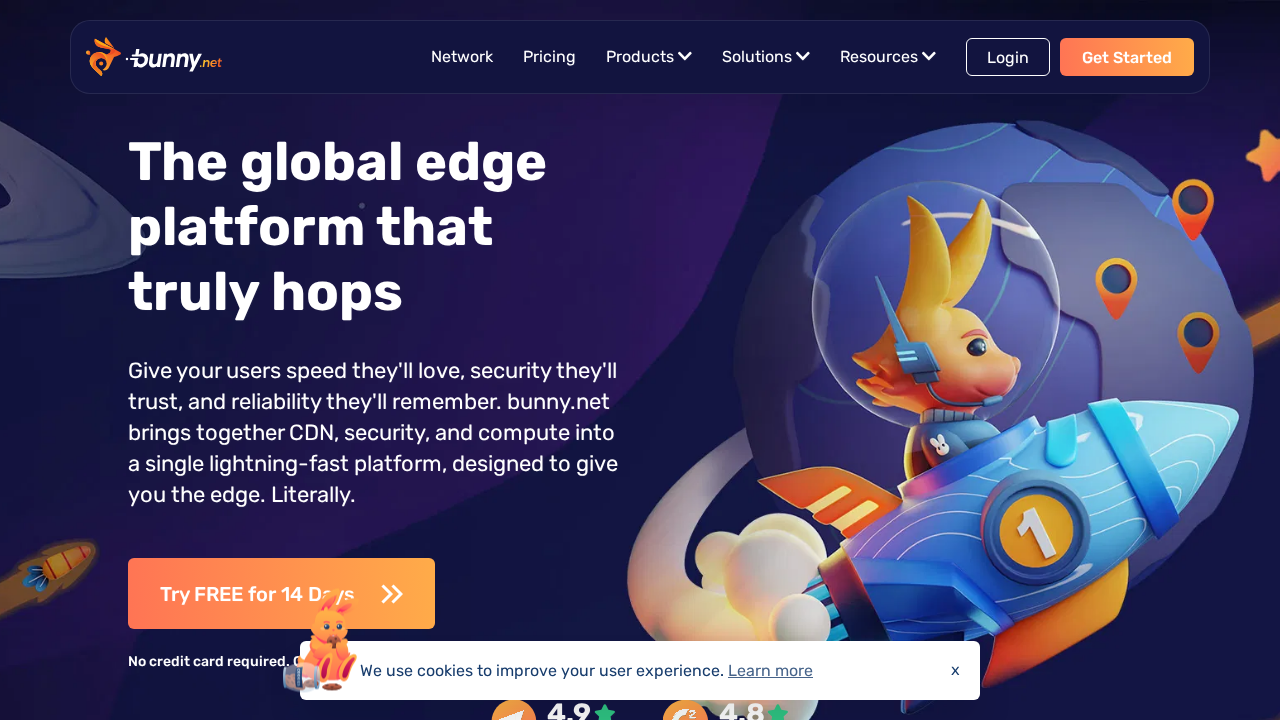 bunny.net
Network
Pricing
Products
Solutions
Resources
Login
Get Started
The global edge
platform that
truly hops
Give your users speed they'll love, security they'll
trust, and reliability they'll remember. bunny.net
brings together CDN, security, and compute into
a single lightning-fast platform, designed to give
you the edge. Literally.
1
Try FREE for 14 Days
No credit card required.
We use cookies to improve your user experience. Learn more
x
4.9
4.8